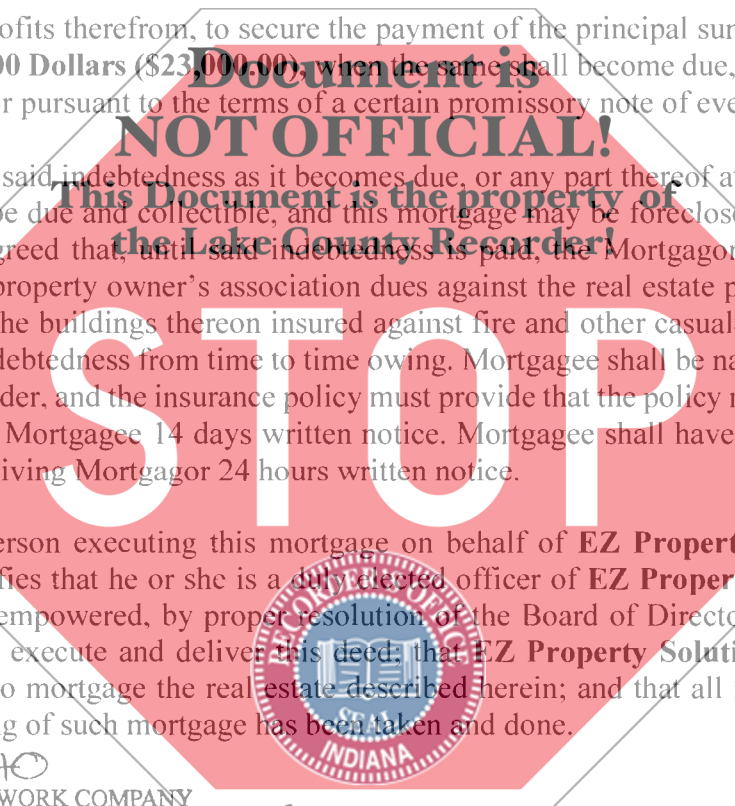 ofits therefrom, to secure the payment of the principal sum
00 Dollars ($23,000.00), when the same shall become due,
Document is
r pursuant to the terms of a certain promissory note of eve
NOT OFFICIAL!
said indebtedness as it becomes due, or any part thereof a
This Document is the property of
be due and collectible, and this mortgage may be foreclose
the Lake County Recorder!
greed that, until said indebtedness is paid, the Mortgagor
property owner's association dues against the real estate p
he buildings thereon insured against fire and other casual
debtedness from time to time owing. Mortgagee shall be na
der, and the insurance policy must provide that the policy
Mortgagee 14 days written notice. Mortgagee shall have
iving Mortgagor 24 hours written notice.
STOP
erson executing this mortgage on behalf of EZ Propert
fies that he or she is a duly elected officer of EZ Proper
empowered, by proper resolution of the Board of Directo
execute and deliver this deed; that EZ Property Soluti
o mortgage the real estate described herein; and that all
g of such mortgage has been taken and done.
RECORDER'S OFFICE
SEAL
INDIANA
WORK COMPANY